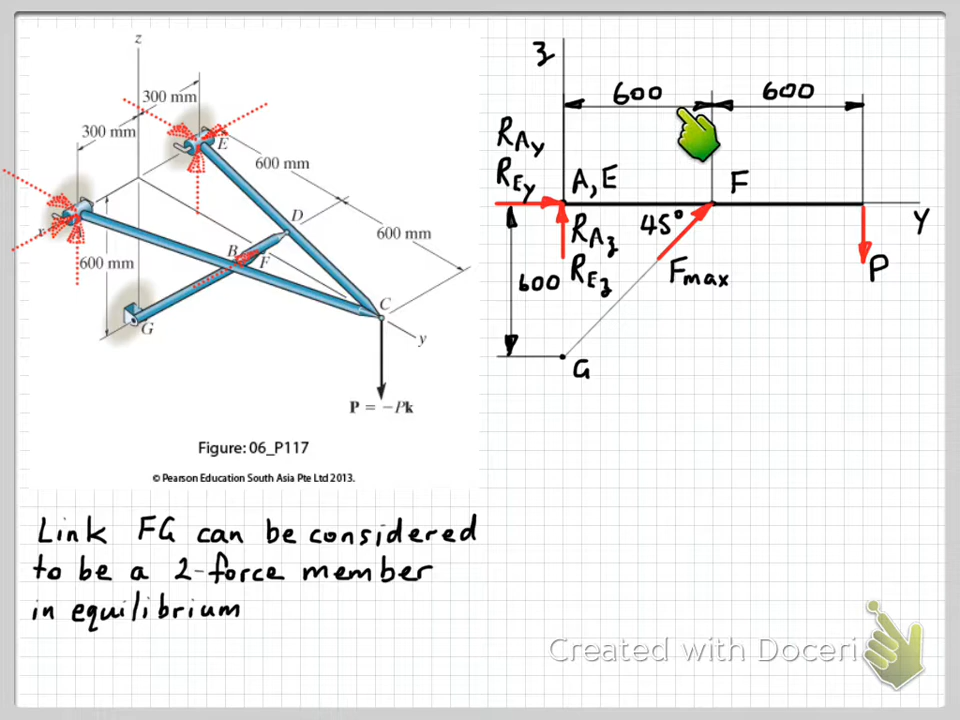 z
300 mm
300 mm
E
600 mm
D
600 mm
x
B
F
600 mm
C
G
y
P = −Pk
Figure: 06_P117
© Pearson Education South Asia Pte Ltd 2013.
Link FG can be considered
to be a 2-force member
in equilibrium
z
600
600
RAy
REy
A, E
F
Y
RAz
45°
REz
Fmax
P
600
G
Created with Doceri